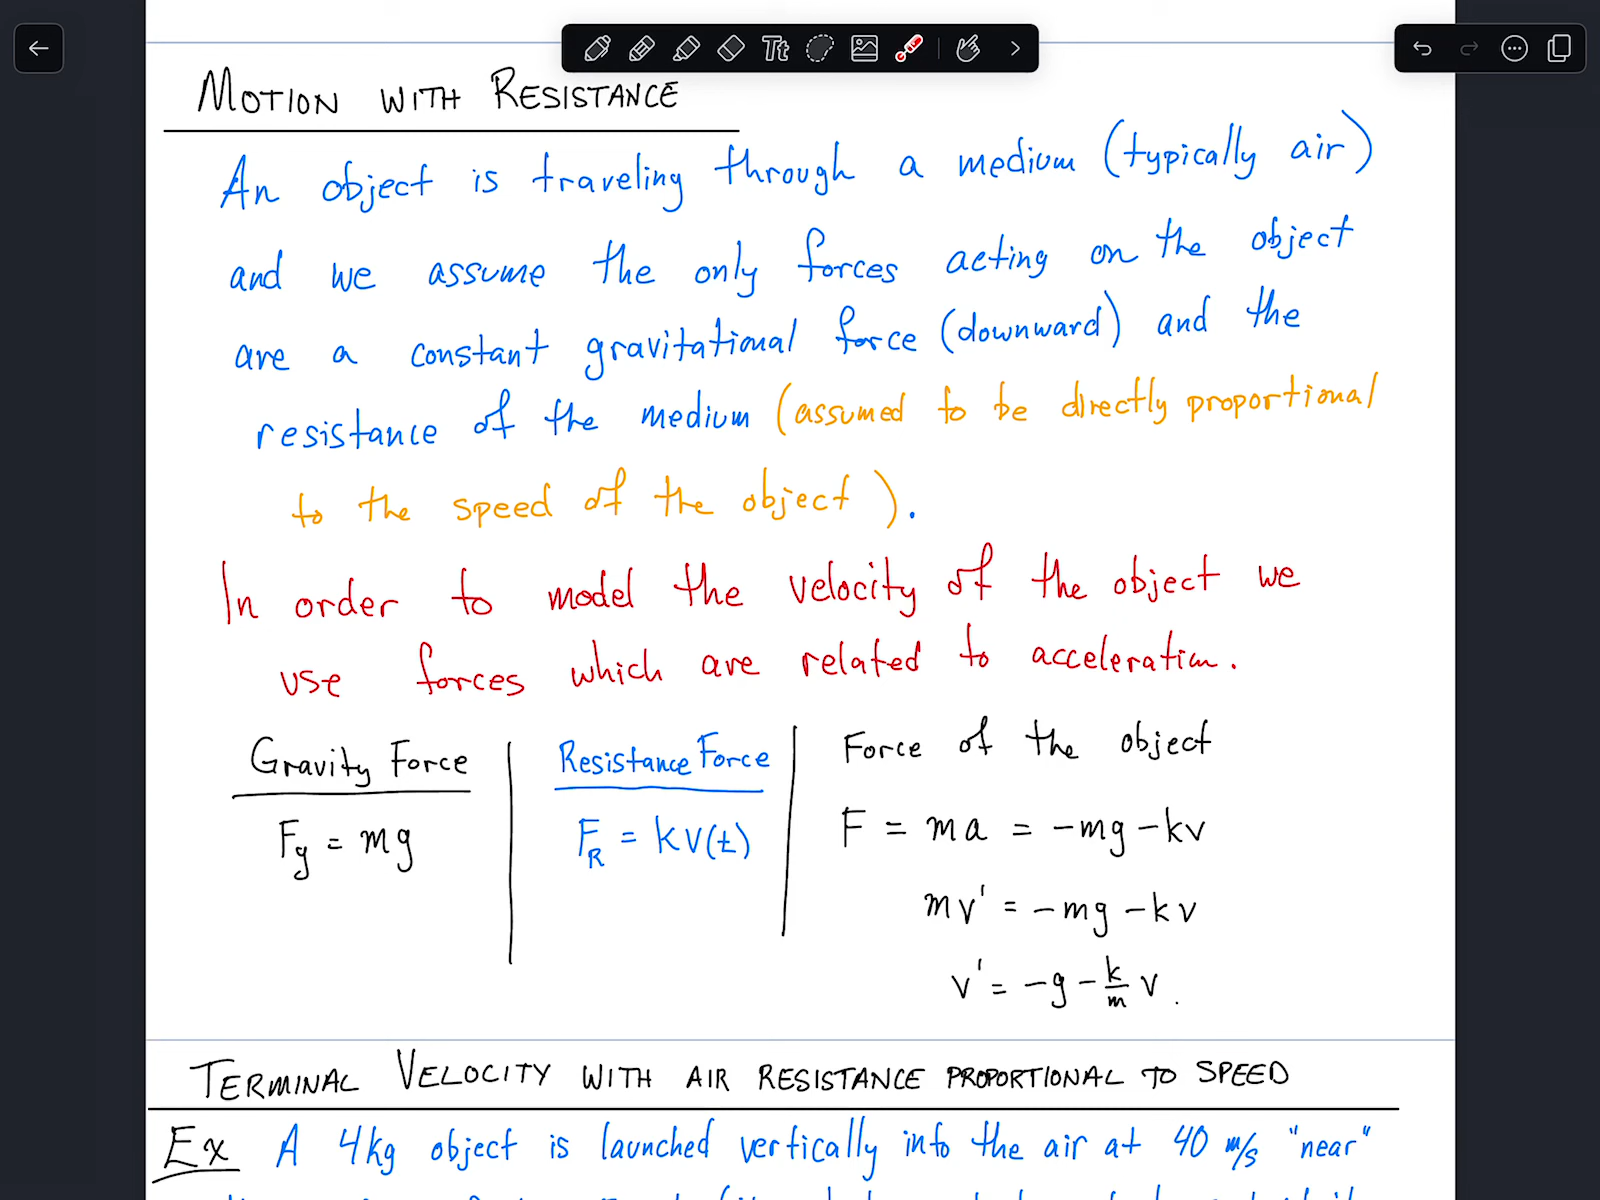 Tt
MOTION WITH RESISTANCE
An object is traveling through a medium (typically air)
and we assume the only forces acting on the object
are a constant gravitational force (downward) and the
resistance of the medium (assumed to be directly proportional
to the speed of the object).
In order to model the velocity of the object we
use forces which are related to acceleration.
Gravity Force
F_g = mg
Resistance Force
F_R = kv(t)
Force of the object
F = ma = -mg - kv
mv' = -mg - kv
v' = -g - k/m v.
TERMINAL VELOCITY WITH AIR RESISTANCE PROPORTIONAL TO SPEED
Ex A 4kg object is launched vertically into the air at 40 m/s "near"